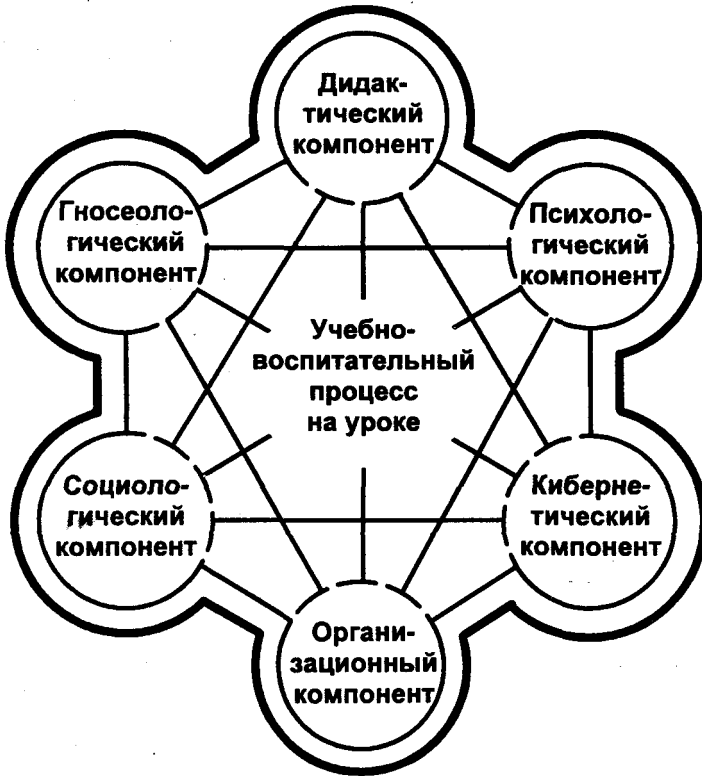 Дидак-
тический
компонент
Гносеоло-
гический
компонент
Психоло-
гический
компонент
Учебно-
воспитательный
процесс
на уроке
Социоло-
гический
компонент
Киберне-
тический
компонент
Органи-
зационный
компонент